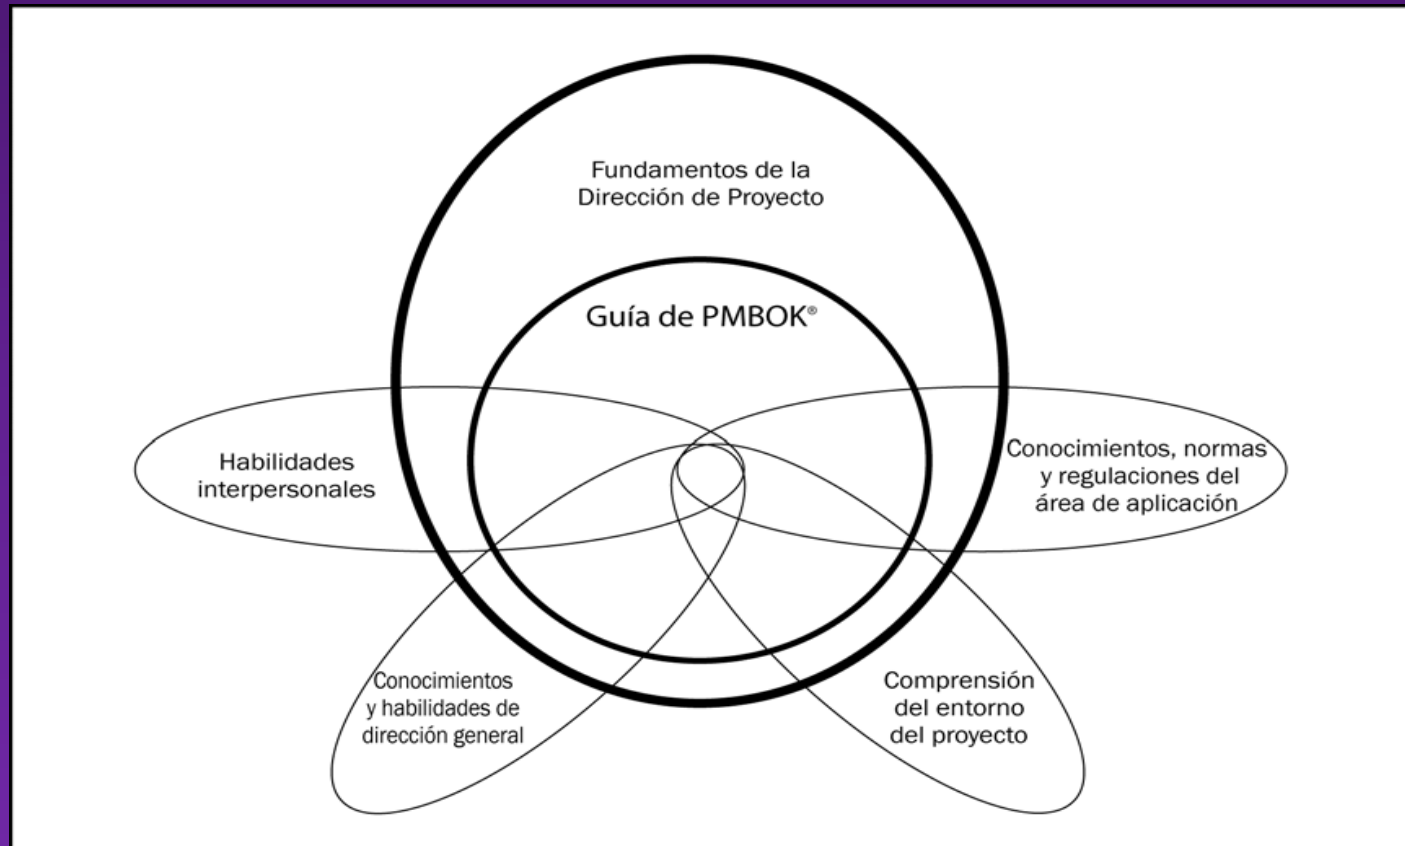 Fundamentos de la
Dirección de Proyecto
Guía de PMBOK®
Habilidades
interpersonales
Conocimientos, normas
y regulaciones del
área de aplicación
Conocimientos
y habilidades de
dirección general
Comprensión
del entorno
del proyecto